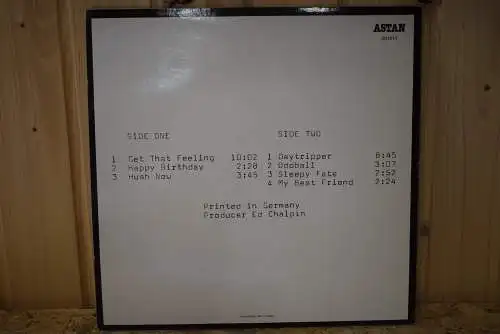 ASTAN
SIDE ONE
1 Get That Feeling 10:02
2 Happy Birthday 2:20
3 Hush Now 3:45
SIDE TWO
1 Daytripper 8:45
2 Oddball 3:07
3 Sleepy Fate 7:52
4 My Best Friend 2:24
Printed in Germany
Producer Ed Chalpin